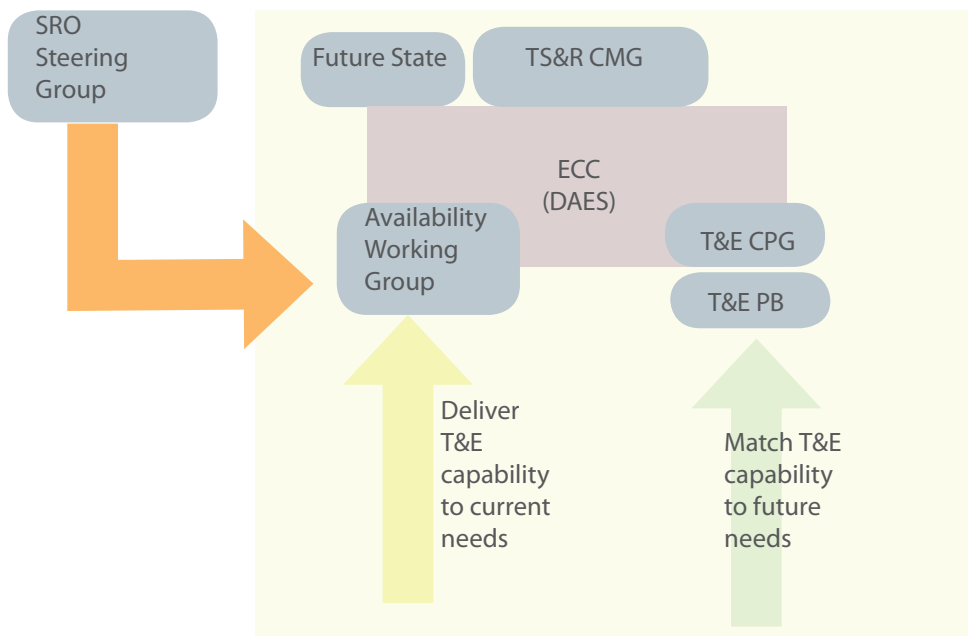 SRO
Steering
Group
Future State
TS&R CMG
ECC
(DAES)
Availability
Working
Group
T&E CPG
T&E PB
Deliver
T&E
capability
to current
needs
Match T&E
capability
to future
needs